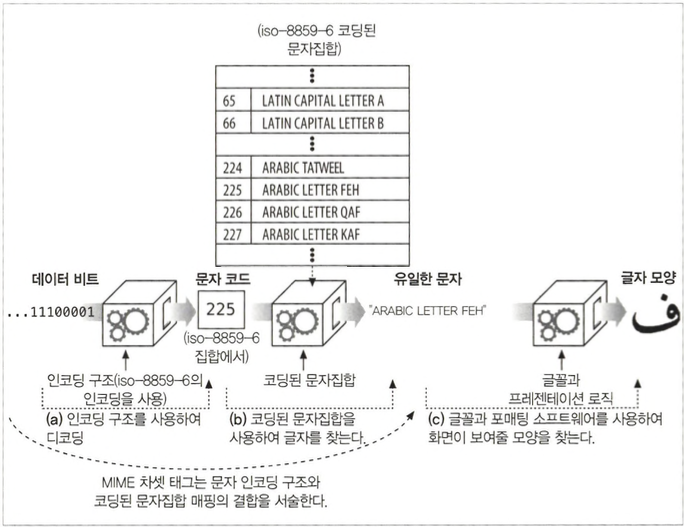 (iso-8859-6 코딩된
문자집합)
65 LATIN CAPITAL LETTER A
66 LATIN CAPITAL LETTER B
224 ARABIC TATWEEL
225 ARABIC LETTER FEH
226 ARABIC LETTER QAF
227 ARABIC LETTER KAF
데이터 비트
문자 코드
유일한 문자
글자 모양
...11100001
225
"ARABIC LETTER FEH"
ف
(iso-8859-6
집합에서)
인코딩 구조(iso-8859-6의
인코딩을 사용)
코딩된 문자집합
글꼴과
프레젠테이션 로직
(a) 인코딩 구조를 사용하여
디코딩
(b) 코딩된 문자집합을
사용하여 글자를 찾는다.
(c) 글꼴과 포매팅 소프트웨어를 사용하여
화면이 보여줄 모양을 찾는다.
MIME 차셋 태그는 문자 인코딩 구조와
코딩된 문자집합 매핑의 결합을 서술한다.